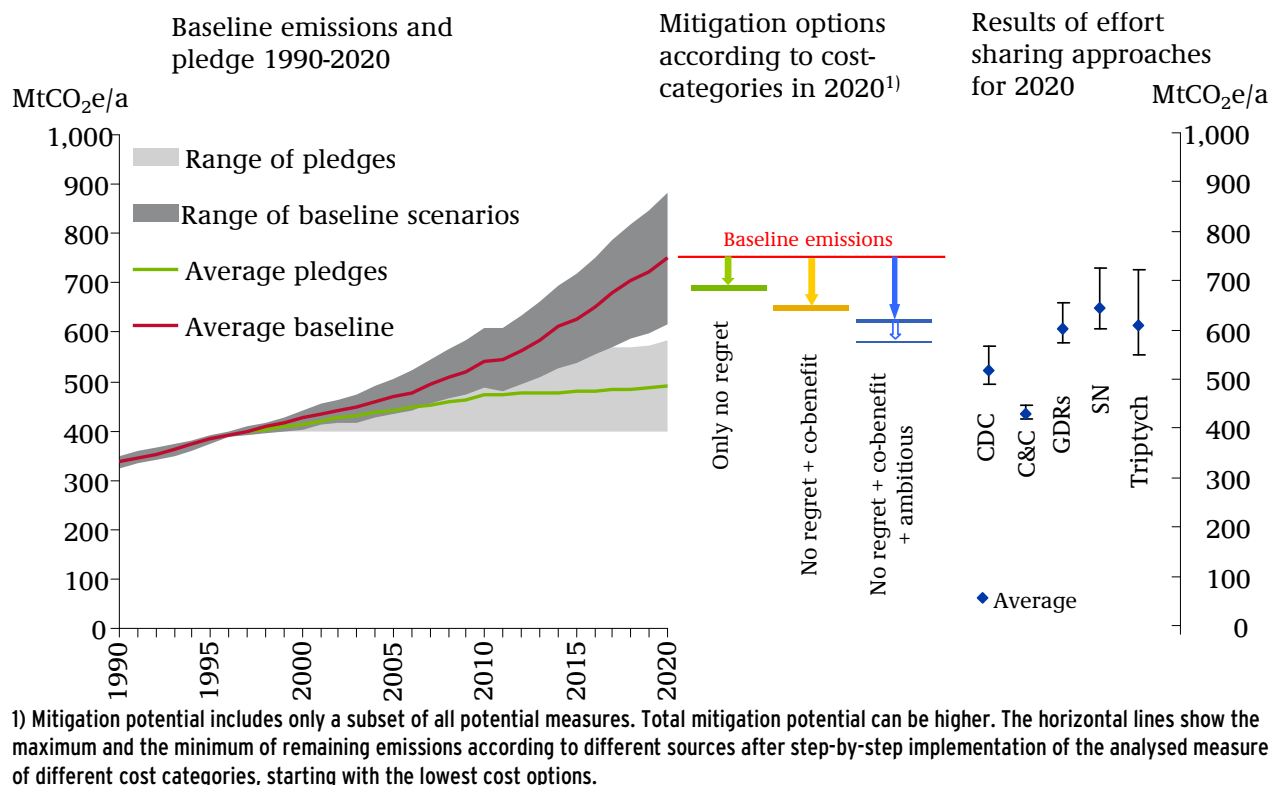 Baseline emissions and
pledge 1990-2020
Mitigation options
according to cost-
categories in 2020¹⁾
Results of effort
sharing approaches
for 2020
MtCO₂e/a
MtCO₂e/a
1,000
900
800
700
600
500
400
300
200
100
0
Range of pledges
Range of baseline scenarios
Average pledges
Average baseline
1990
1995
2000
2005
2010
2015
2020
Baseline emissions
Only no regret
No regret + co-benefit
No regret + co-benefit
+ ambitious
CDC
C&C
GDRs
SN
Triptych
Average
1,000
900
800
700
600
500
400
300
200
100
0
1) Mitigation potential includes only a subset of all potential measures. Total mitigation potential can be higher. The horizontal lines show the
maximum and the minimum of remaining emissions according to different sources after step-by-step implementation of the analysed measure
of different cost categories, starting with the lowest cost options.